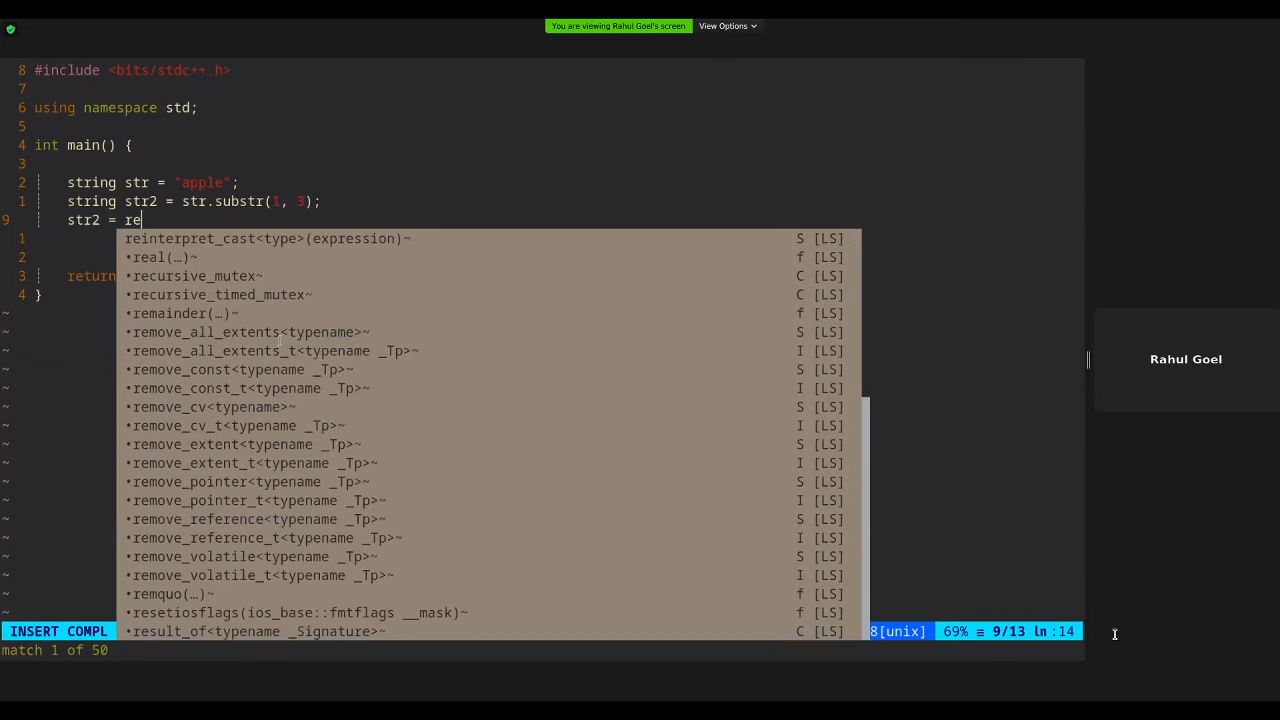 You are viewing Rahul Goel's screen View Options
8 #include <bits/stdc++.h>
7
6 using namespace std;
5
4 int main() {
3
2 string str = "apple";
1 string str2 = str.substr(1, 3);
9 str2 = re
1 reinterpret_cast<type>(expression)~ S [LS]
2 •real(…)~ f [LS]
3 return •recursive_mutex~ C [LS]
4 } •recursive_timed_mutex~ C [LS]
~ •remainder(…)~ f [LS]
~ •remove_all_extents<typename>~ S [LS]
~ •remove_all_extents_t<typename _Tp>~ I [LS]
Rahul Goel
~ •remove_const<typename _Tp>~ S [LS]
~ •remove_const_t<typename _Tp>~ I [LS]
~ •remove_cv<typename>~ S [LS]
~ •remove_cv_t<typename _Tp>~ I [LS]
~ •remove_extent<typename _Tp>~ S [LS]
~ •remove_extent_t<typename _Tp>~ I [LS]
~ •remove_pointer<typename _Tp>~ S [LS]
~ •remove_pointer_t<typename _Tp>~ I [LS]
~ •remove_reference<typename _Tp>~ S [LS]
~ •remove_reference_t<typename _Tp>~ I [LS]
~ •remove_volatile<typename _Tp>~ S [LS]
~ •remove_volatile_t<typename _Tp>~ I [LS]
~ •remquo(…)~ f [LS]
~ •resetiosflags(ios_base::fmtflags __mask)~ f [LS]
INSERT COMPL •result_of<typename _Signature>~ C [LS] 8[unix] 69% ≡ 9/13 ln :14
match 1 of 50